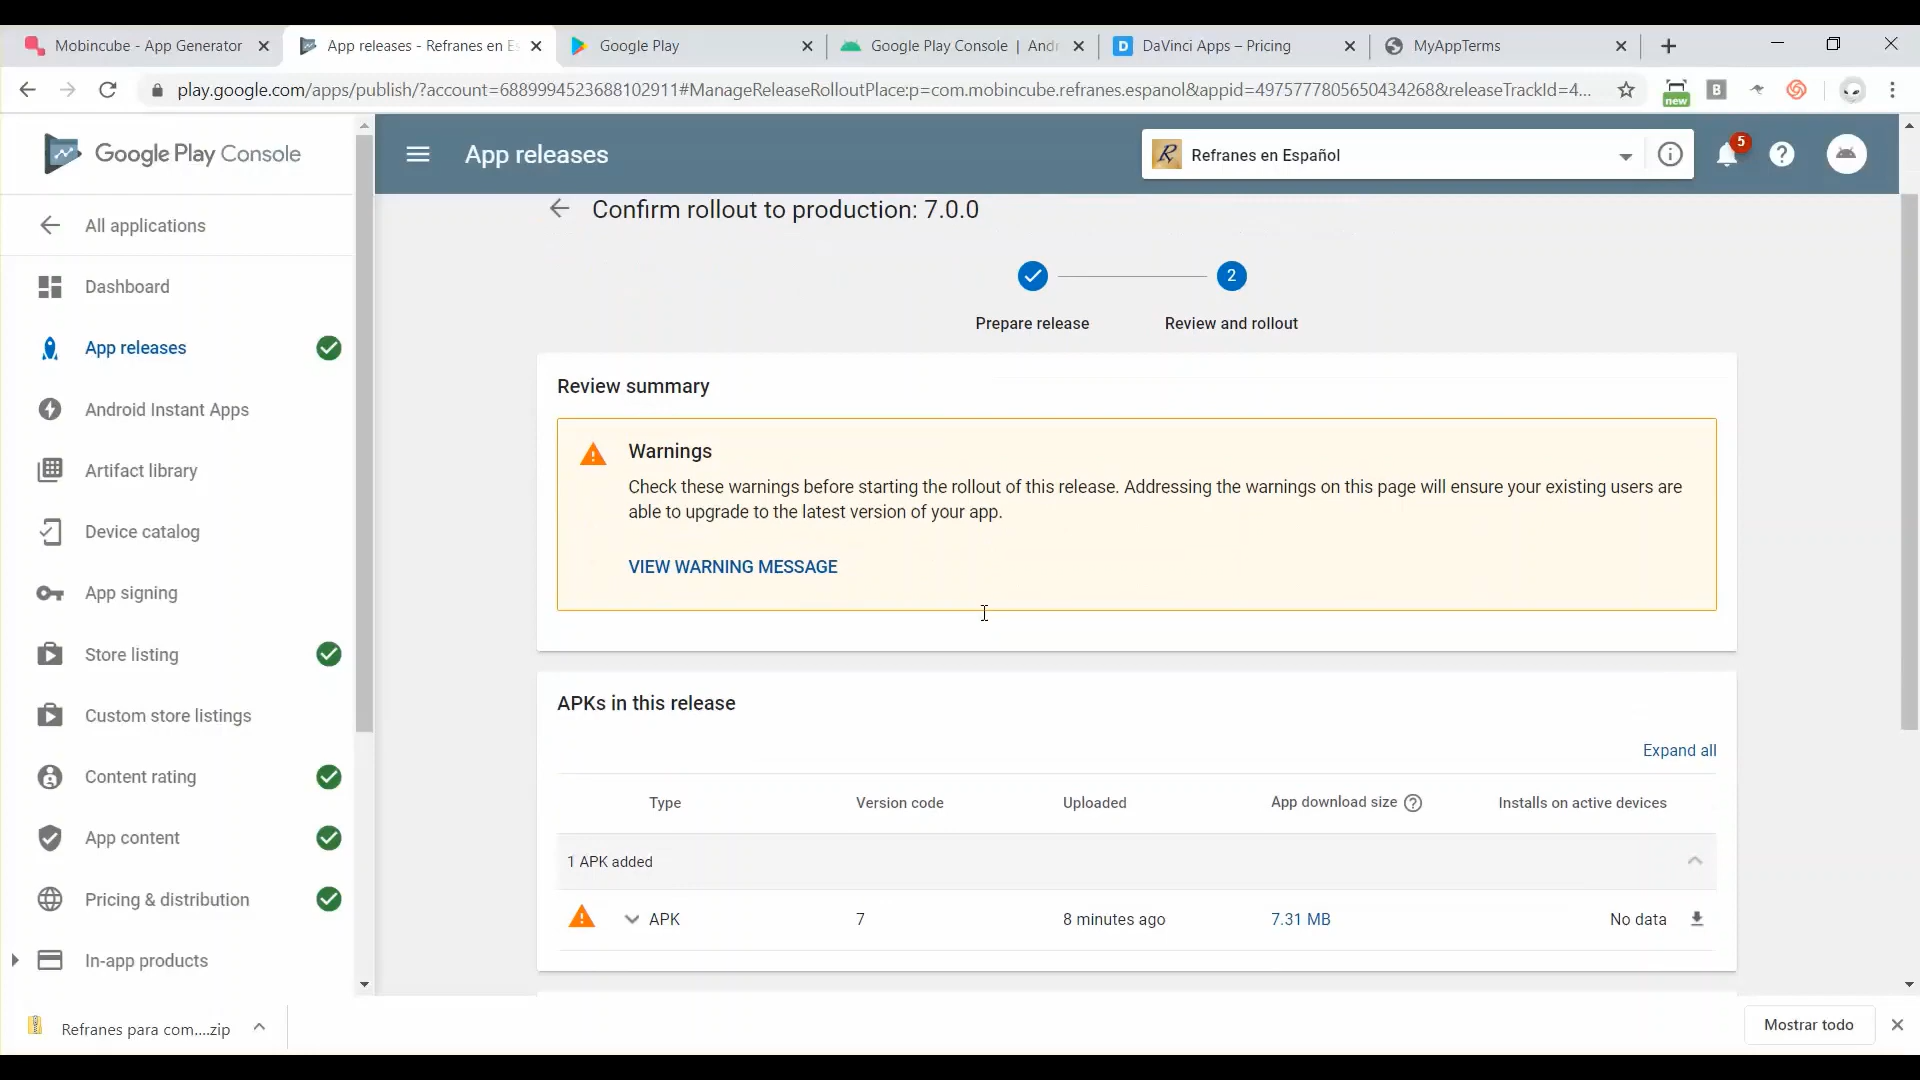 Mobincube - App Generator
App releases - Refranes en Es
Google Play
Google Play Console | Andr
DaVinci Apps – Pricing
MyAppTerms
play.google.com/apps/publish/?account=6889994523688102911#ManageReleaseRolloutPlace:p=com.mobincube.refranes.espanol&appid=4975777805650434268&releaseTrackId=4...
new
B
Google Play Console
App releases
R
Refranes en Español
5
All applications
Confirm rollout to production: 7.0.0
Dashboard
2
Prepare release
Review and rollout
App releases
Review summary
Android Instant Apps
Warnings
Artifact library
Check these warnings before starting the rollout of this release. Addressing the warnings on this page will ensure your existing users are
able to upgrade to the latest version of your app.
Device catalog
VIEW WARNING MESSAGE
App signing
Store listing
APKs in this release
Custom store listings
Expand all
Content rating
Type
Version code
Uploaded
App download size
Installs on active devices
App content
1 APK added
Pricing & distribution
APK
7
8 minutes ago
7.31 MB
No data
In-app products
Refranes para com....zip
Mostrar todo